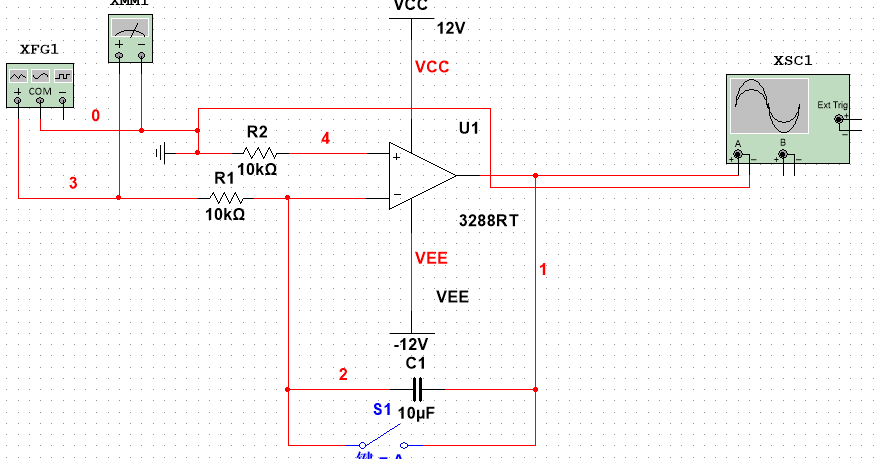 VCC
XMM1
12V
XFG1
XSC1
VCC
+ −
COM
+ −
Ext Trig
+
−
0
U1
R2
4
+
A
B
+ − + −
10kΩ
R1
3
−
10kΩ
3288RT
VEE
1
VEE
-12V
C1
2
S1
10µF
键 = A